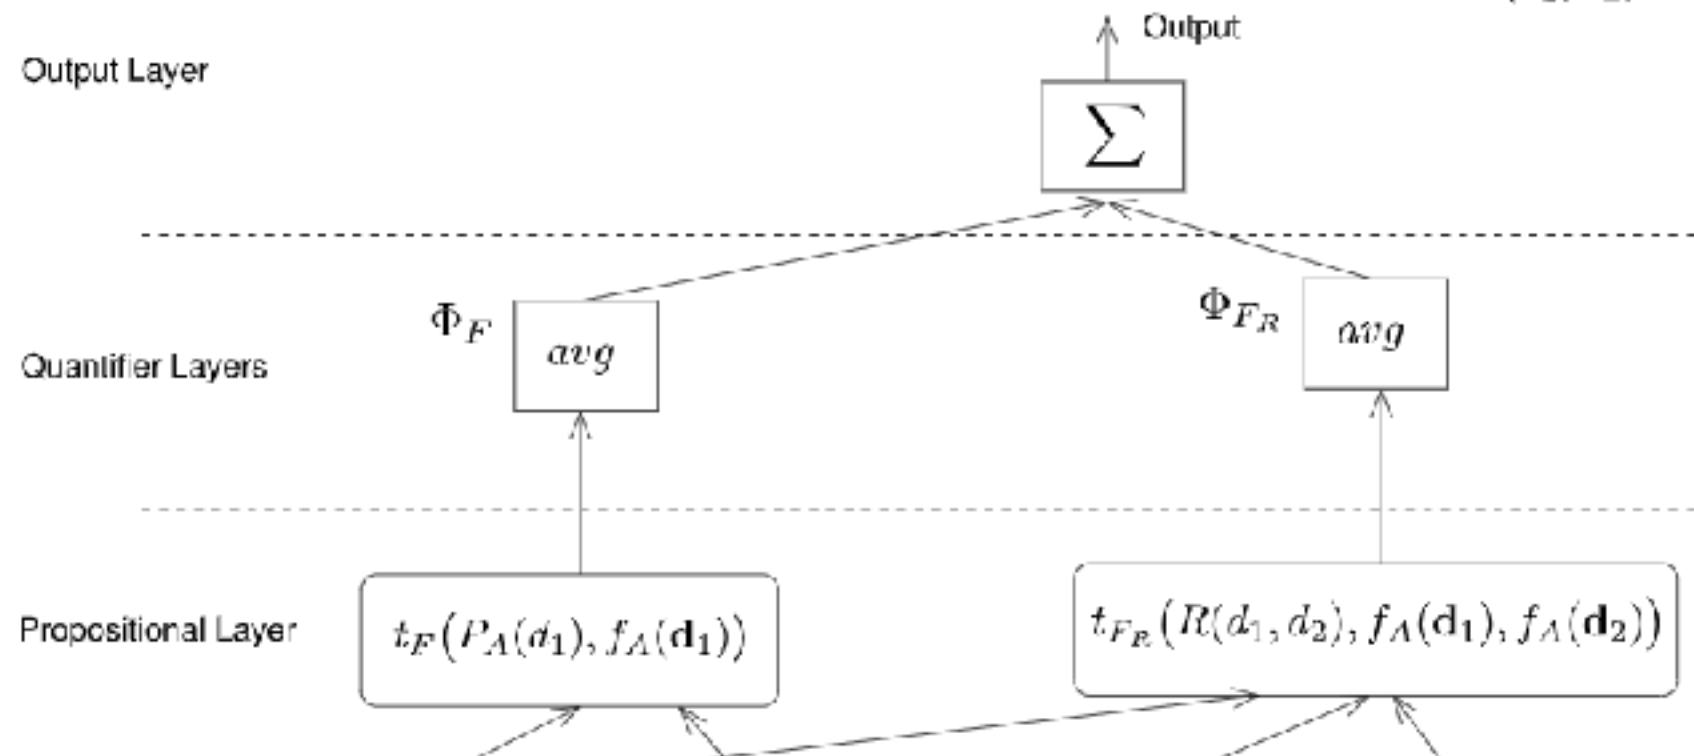 Output
Output Layer
∑
Φ_F avg
Φ_{F_R} avg
Quantifier Layers
Propositional Layer
t_F(P_A(d_1), f_A(𝐝_1))
t_{F_R}(R(d_1, d_2), f_A(𝐝_1), f_A(𝐝_2))